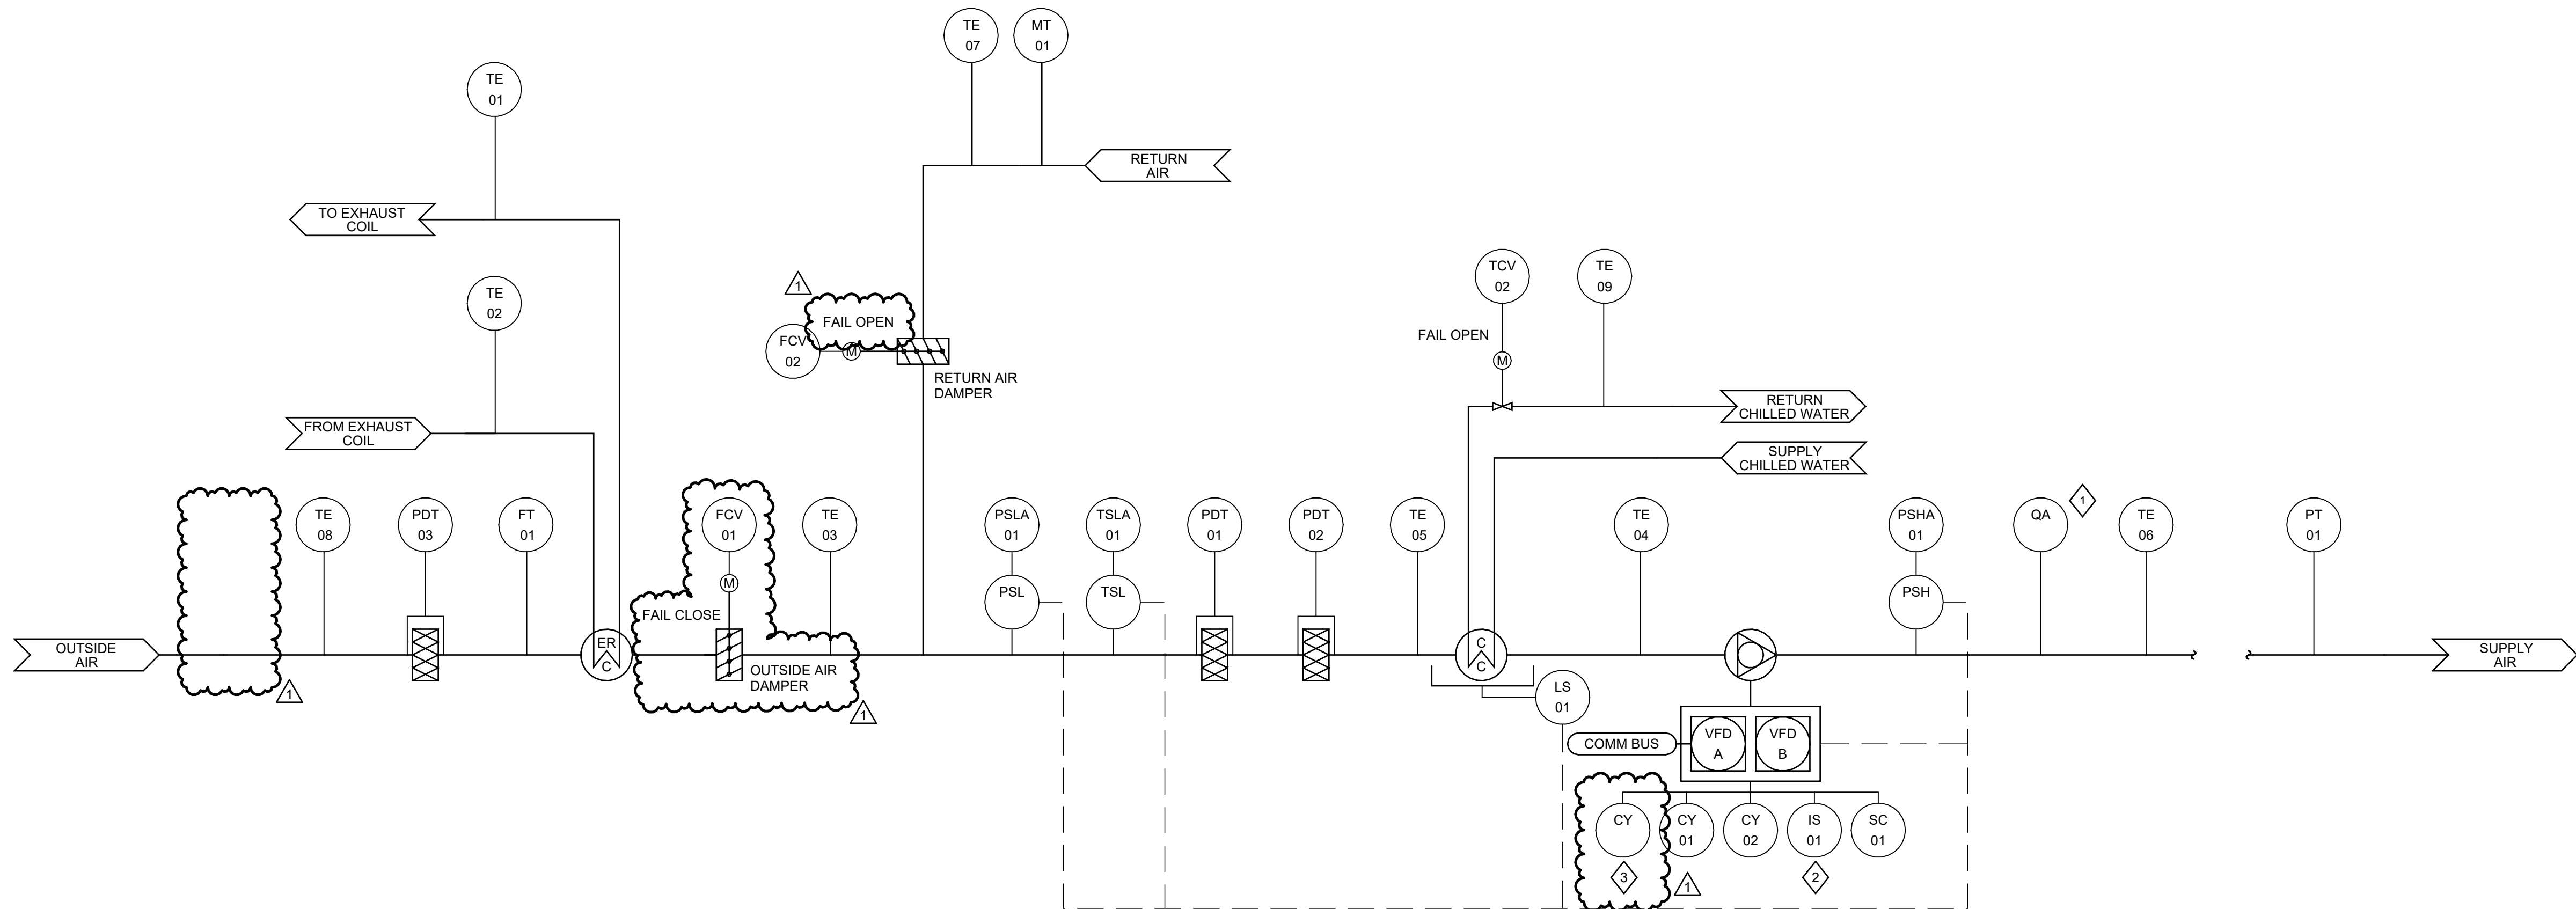 TE
07
MT
01
TE
01
RETURN
AIR
TO EXHAUST
COIL
TE
02
FROM EXHAUST
COIL
1
FAIL OPEN
FCV
02
M
RETURN AIR
DAMPER
TCV
02
TE
09
FAIL OPEN
M
RETURN
CHILLED WATER
SUPPLY
CHILLED WATER
TE
08
PDT
03
FT
01
FCV
01
M
TE
03
PSLA
01
PSL
TSLA
01
TSL
PDT
01
PDT
02
TE
05
TE
04
PSHA
01
PSH
QA
1
TE
06
PT
01
OUTSIDE
AIR
1
ER
C
FAIL CLOSE
OUTSIDE AIR
DAMPER
1
C
C
LS
01
SUPPLY
AIR
COMM BUS
VFD
A
VFD
B
CY
3
1
CY
01
CY
02
IS
01
2
SC
01